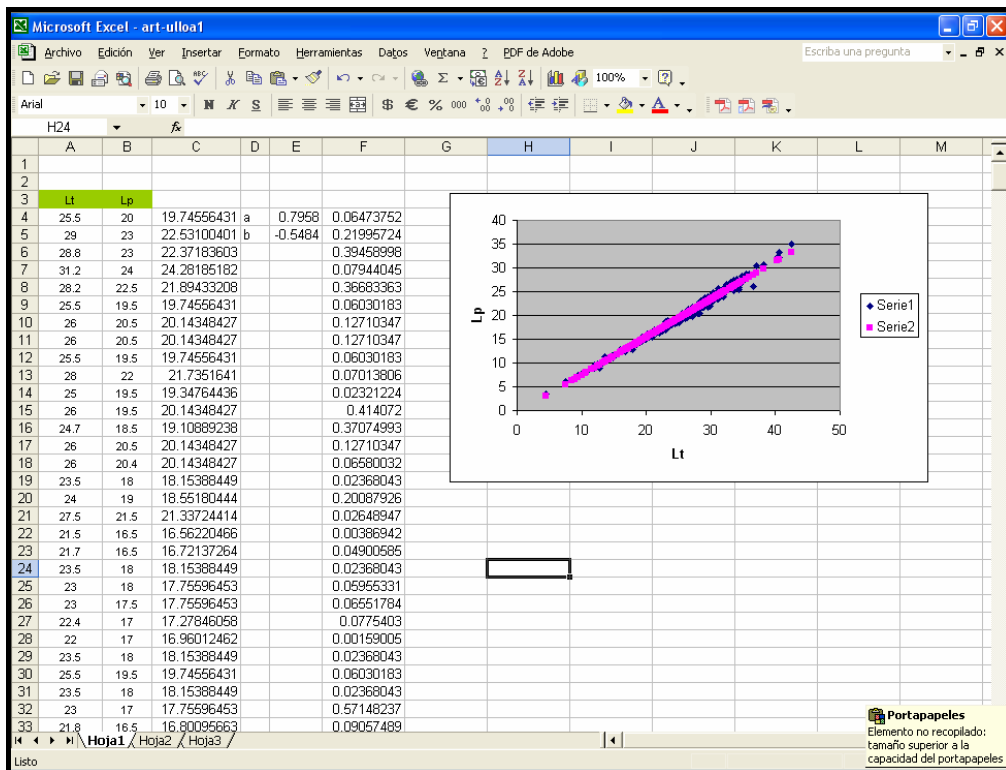 Microsoft Excel - art-ulloa1
Archivo Edición Ver Insertar Formato Herramientas Datos Ventana ? PDF de Adobe Escriba una pregunta
100%
Arial 10 N K S $ € % 000
H24 fx
A B C D E F G H I J K L M
1
2
3 Lt Lp
4 25.5 20 19.74556431 a 0.7958 0.06473752
5 29 23 22.53100401 b -0.5484 0.21995724
6 28.8 23 22.37183603 0.39458998
7 31.2 24 24.28185182 0.07944045
8 28.2 22.5 21.89433208 0.36683363
9 25.5 19.5 19.74556431 0.06030183
10 26 20.5 20.14348427 0.12710347
11 26 20.5 20.14348427 0.12710347
12 25.5 19.5 19.74556431 0.06030183
13 28 22 21.7351641 0.07013806
14 25 19.5 19.34764436 0.02321224
15 26 19.5 20.14348427 0.414072
16 24.7 18.5 19.10889238 0.37074993
17 26 20.5 20.14348427 0.12710347
18 26 20.4 20.14348427 0.06580032
19 23.5 18 18.15388449 0.02368043
20 24 19 18.55180444 0.20087926
21 27.5 21.5 21.33724414 0.02648947
22 21.5 16.5 16.56220466 0.00386942
23 21.7 16.5 16.72137264 0.04900585
24 23.5 18 18.15388449 0.02368043
25 23 18 17.75596453 0.05955331
26 23 17.5 17.75596453 0.06551784
27 22.4 17 17.27846058 0.0775403
28 22 17 16.96012462 0.00159005
29 23.5 18 18.15388449 0.02368043
30 25.5 19.5 19.74556431 0.06030183
31 23.5 18 18.15388449 0.02368043
32 23 17 17.75596453 0.57148237
33 21.8 16.5 16.80095663 0.09057489
40
35
30
25
20
15
10
5
0
Lp
0 10 20 30 40 50
Lt
Serie1
Serie2
Hoja1 Hoja2 Hoja3
Listo
Portapapeles
Elemento no recopilado:
tamaño superior a la
capacidad del portapapeles